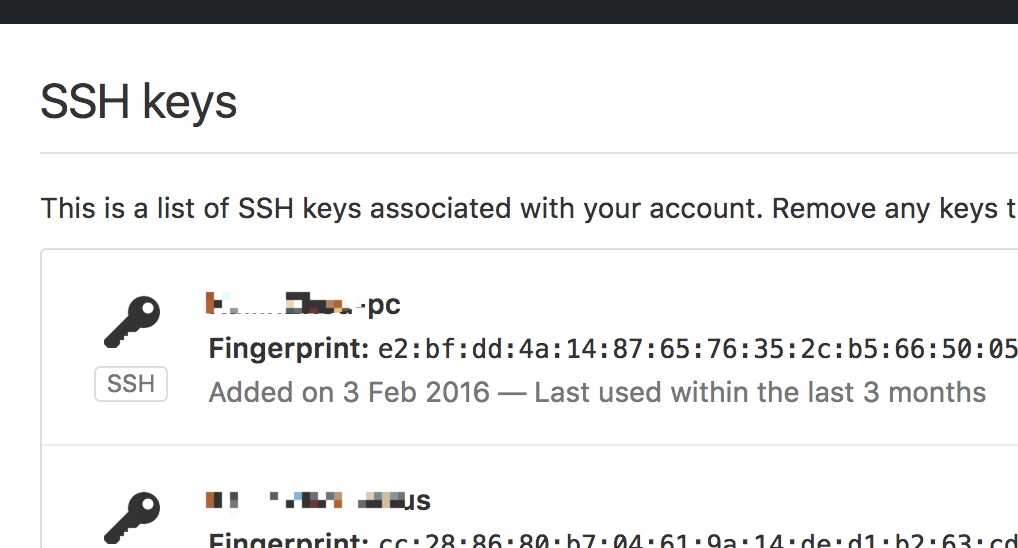 SSH keys
This is a list of SSH keys associated with your account. Remove any keys t
-pc
Fingerprint: e2:bf:dd:4a:14:87:65:76:35:2c:b5:66:50:05
SSH
Added on 3 Feb 2016 — Last used within the last 3 months
us
Fingerprint: cc:28:86:80:b7:04:61:9a:14:de:d1:b2:63:cd